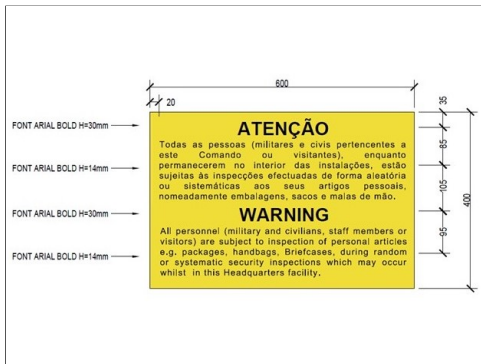 600
20
35
FONT ARIAL BOLD H=30mm
ATENÇÃO
85
Todas as pessoas (militares e civis pertencentes a
este Comando ou visitantes), enquanto
FONT ARIAL BOLD H=14mm
permanecerem no interior das instalações, estão
sujeitas às inspecções efectuadas de forma aleatória
ou sistemáticas aos seus artigos pessoais,
nomeadamente embalagens, sacos e malas de mão.
105
400
FONT ARIAL BOLD H=30mm
WARNING
All personnel (military and civilians, staff members or
visitors) are subject to inspection of personal articles
95
FONT ARIAL BOLD H=14mm
e.g. packages, handbags, Briefcases, during random
or systematic security inspections which may occur
whilst in this Headquarters facility.